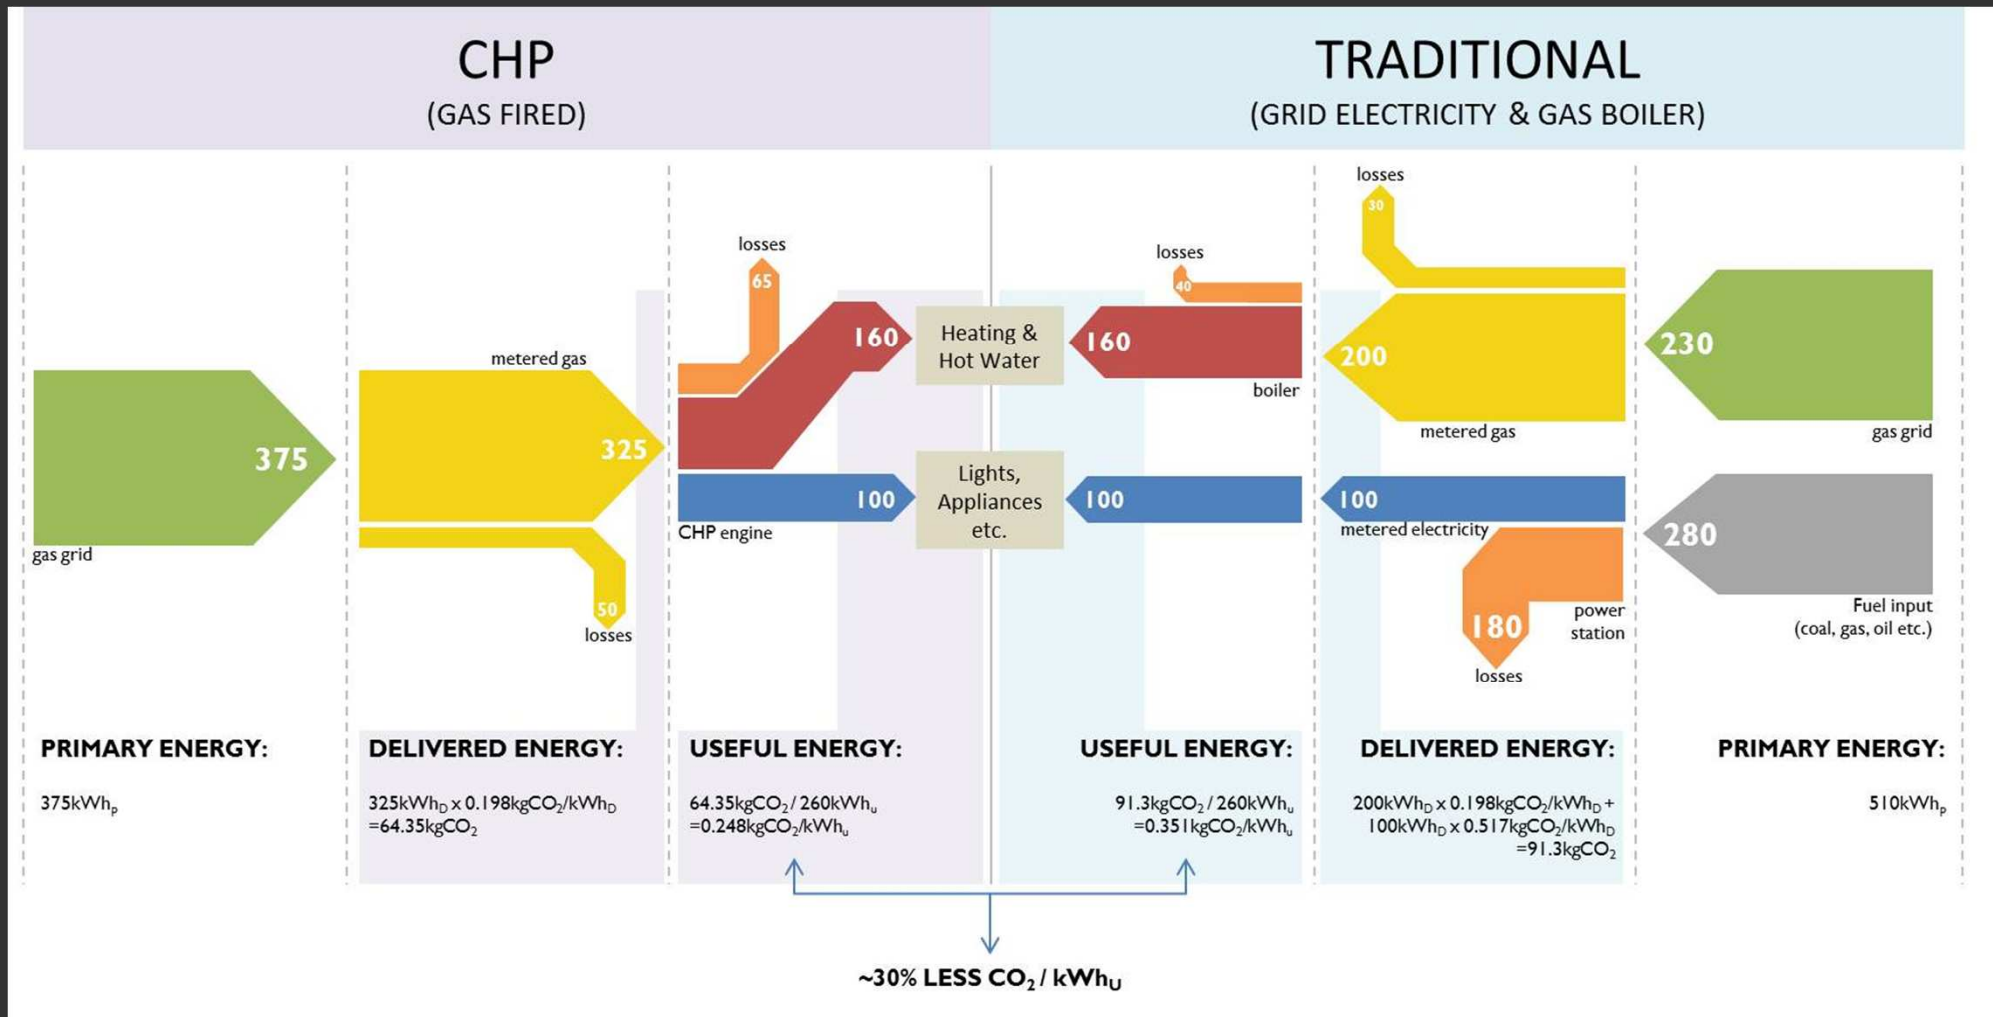 CHP
(GAS FIRED)
TRADITIONAL
(GRID ELECTRICITY & GAS BOILER)
375
gas grid
metered gas
325
50
losses
losses
65
160
100
CHP engine
Heating &
Hot Water
Lights,
Appliances
etc.
losses
40
160
boiler
100
losses
30
200
metered gas
100
metered electricity
180
losses
power
station
230
gas grid
280
Fuel input
(coal, gas, oil etc.)
PRIMARY ENERGY:
375kWhp
DELIVERED ENERGY:
325kWhD x 0.198kgCO2/kWhD
=64.35kgCO2
USEFUL ENERGY:
64.35kgCO2/ 260kWhu
=0.248kgCO2/kWhu
USEFUL ENERGY:
91.3kgCO2/ 260kWhu
=0.351kgCO2/kWhu
DELIVERED ENERGY:
200kWhD x 0.198kgCO2/kWhD +
100kWhD x 0.517kgCO2/kWhD
=91.3kgCO2
PRIMARY ENERGY:
510kWhp
~30% LESS CO2/ kWhU